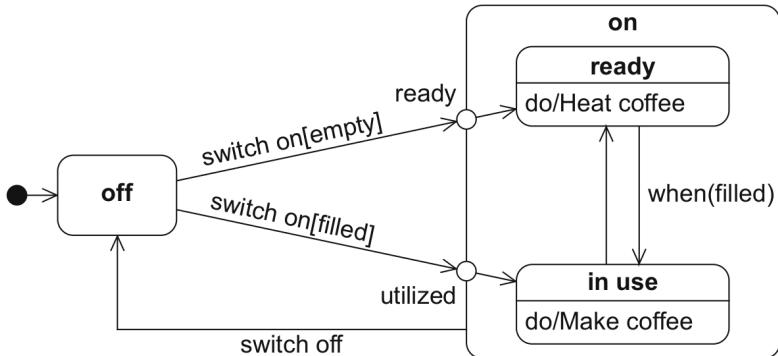 on
ready
do/Heat coffee
ready
switch on[empty]
off
when(filled)
switch on[filled]
in use
utilized
do/Make coffee
switch off